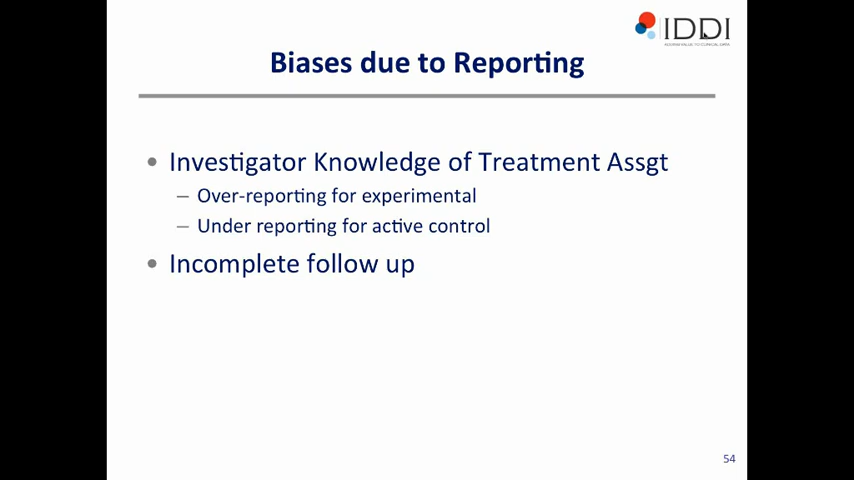 IDDI
Biases due to Reporting
• Investigator Knowledge of Treatment Assgt
– Over-reporting for experimental
– Under reporting for active control
• Incomplete follow up
54